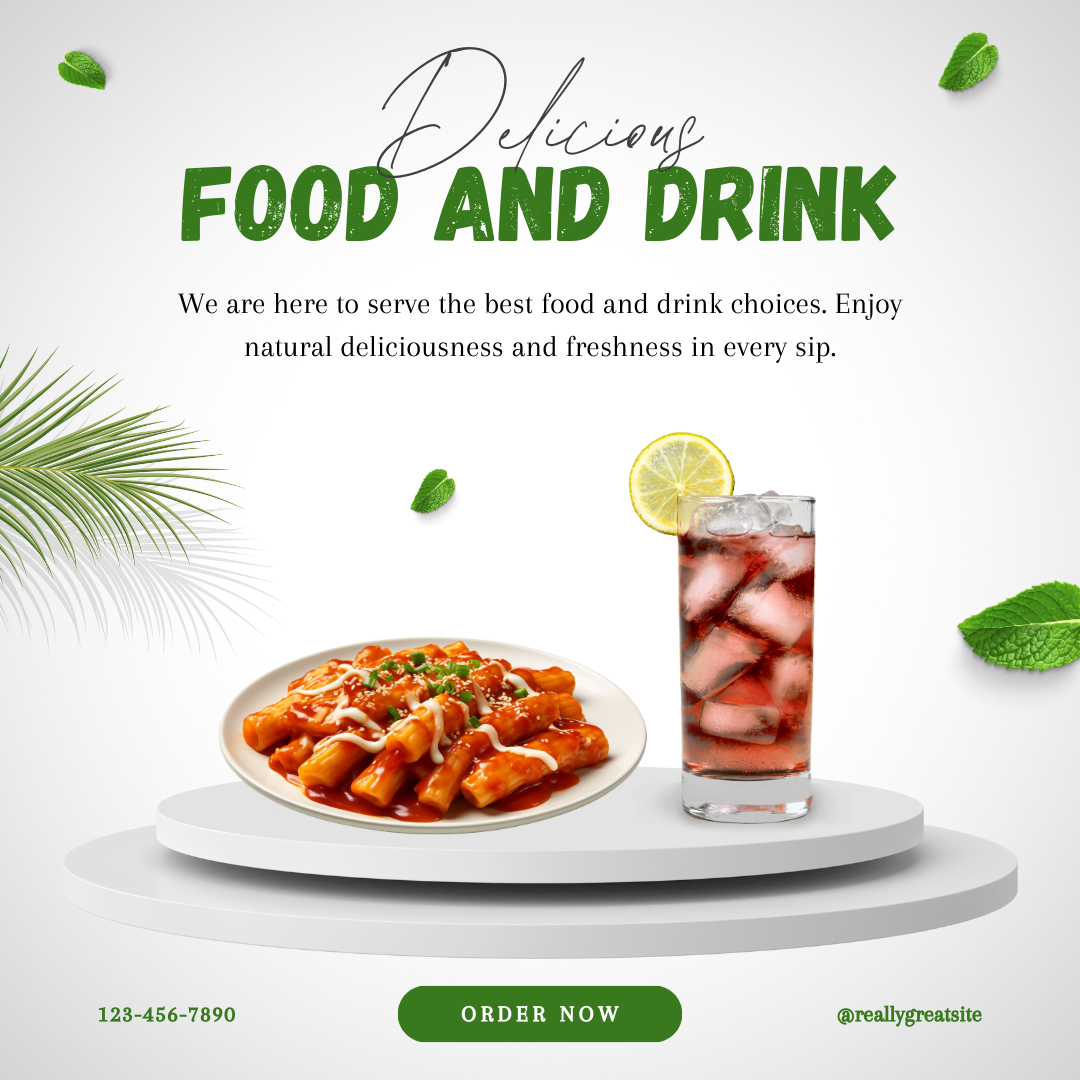 Delicious
FOOD AND DRINK
We are here to serve the best food and drink choices. Enjoy
natural deliciousness and freshness in every sip.
123-456-7890
ORDER NOW
@reallygreatsite